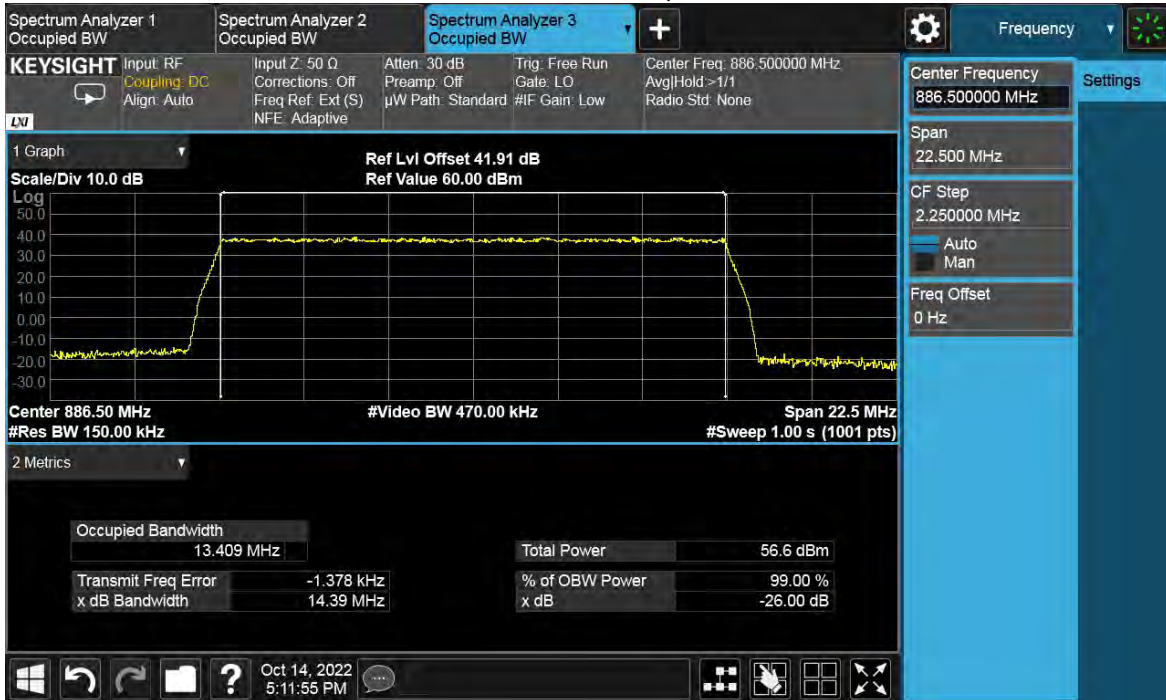 Spectrum Analyzer 1
Occupied BW
Spectrum Analyzer 2
Occupied BW
Spectrum Analyzer 3
Occupied BW
+
Frequency
KEYSIGHT
LXI
Input: RF
Coupling: DC
Align: Auto
Input Z: 50 Ω
Corrections: Off
Freq Ref: Ext (S)
NFE: Adaptive
Atten: 30 dB
Preamp: Off
µW Path: Standard
Trig: Free Run
Gate: LO
#IF Gain: Low
Center Freq: 886.500000 MHz
Avg|Hold:>1/1
Radio Std: None
Center Frequency
886.500000 MHz
Settings
Span
22.500 MHz
CF Step
2.250000 MHz
Auto
Man
Freq Offset
0 Hz
1 Graph
Scale/Div 10.0 dB
Ref Lvl Offset 41.91 dB
Ref Value 60.00 dBm
Log
50.0
40.0
30.0
20.0
10.0
0.00
-10.0
-20.0
-30.0
Center 886.50 MHz
#Res BW 150.00 kHz
#Video BW 470.00 kHz
Span 22.5 MHz
#Sweep 1.00 s (1001 pts)
2 Metrics
Occupied Bandwidth
13.409 MHz
Total Power 56.6 dBm
Transmit Freq Error -1.378 kHz
% of OBW Power 99.00 %
x dB Bandwidth 14.39 MHz
x dB -26.00 dB
?
Oct 14, 2022
5:11:55 PM